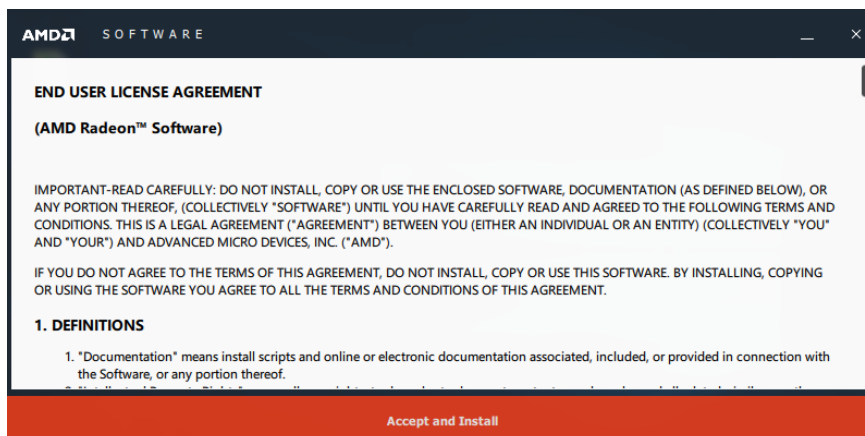 AMD SOFTWARE
END USER LICENSE AGREEMENT
(AMD Radeon™ Software)
IMPORTANT-READ CAREFULLY: DO NOT INSTALL, COPY OR USE THE ENCLOSED SOFTWARE, DOCUMENTATION (AS DEFINED BELOW), OR
ANY PORTION THEREOF, (COLLECTIVELY "SOFTWARE") UNTIL YOU HAVE CAREFULLY READ AND AGREED TO THE FOLLOWING TERMS AND
CONDITIONS. THIS IS A LEGAL AGREEMENT ("AGREEMENT") BETWEEN YOU (EITHER AN INDIVIDUAL OR AN ENTITY) (COLLECTIVELY "YOU"
AND "YOUR") AND ADVANCED MICRO DEVICES, INC. ("AMD").
IF YOU DO NOT AGREE TO THE TERMS OF THIS AGREEMENT, DO NOT INSTALL, COPY OR USE THIS SOFTWARE. BY INSTALLING, COPYING
OR USING THE SOFTWARE YOU AGREE TO ALL THE TERMS AND CONDITIONS OF THIS AGREEMENT.
1. DEFINITIONS
1. "Documentation" means install scripts and online or electronic documentation associated, included, or provided in connection with
the Software, or any portion thereof.
Accept and Install